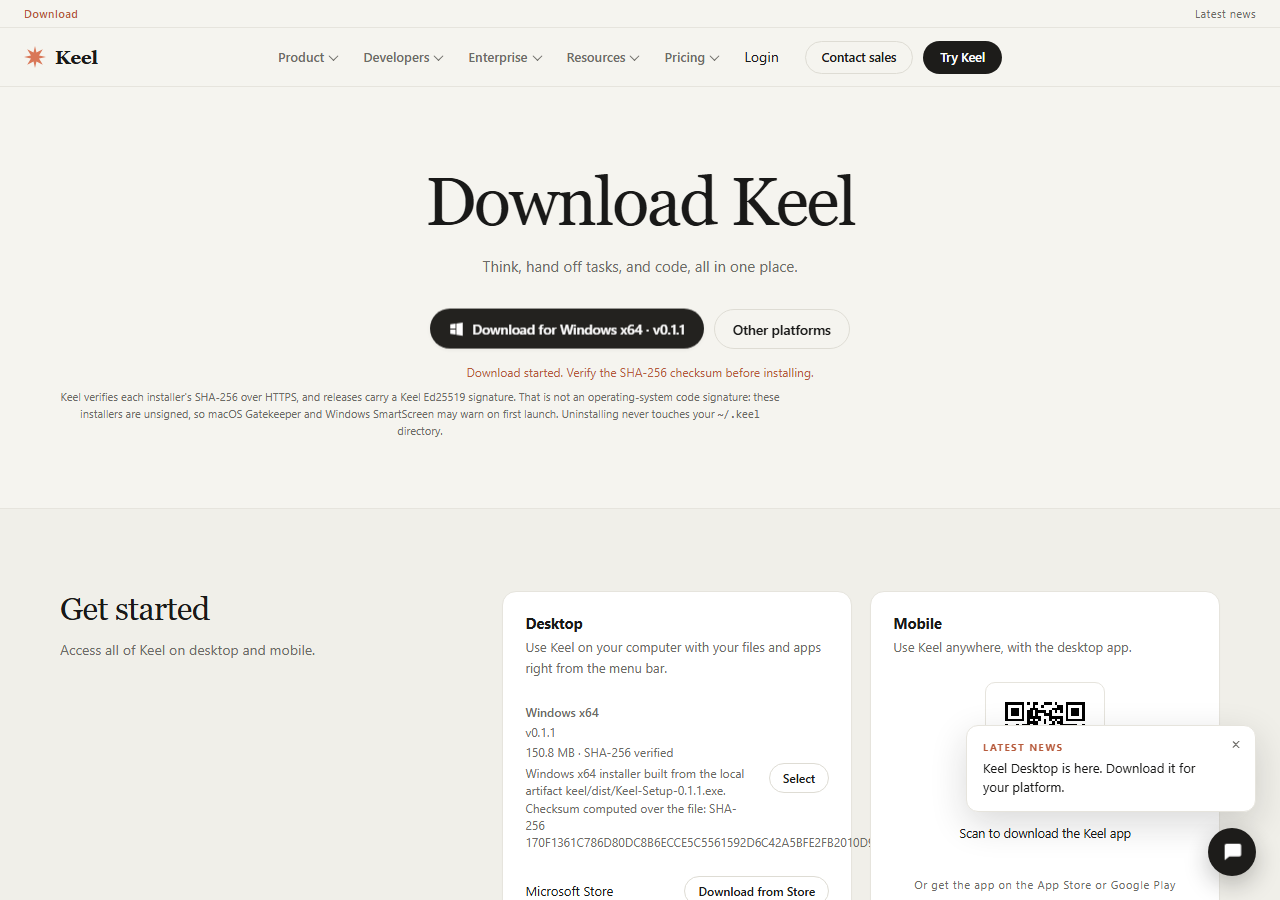 Download
Latest news
Keel
Product
Developers
Enterprise
Resources
Pricing
Login
Contact sales
Try Keel
Download Keel
Think, hand off tasks, and code, all in one place.
Download for Windows x64 · v0.1.1
Other platforms
Download started. Verify the SHA-256 checksum before installing.
Keel verifies each installer's SHA-256 over HTTPS, and releases carry a Keel Ed25519 signature. That is not an operating-system code signature: these
installers are unsigned, so macOS Gatekeeper and Windows SmartScreen may warn on first launch. Uninstalling never touches your ~/.keel
directory.
Get started
Access all of Keel on desktop and mobile.
Desktop
Use Keel on your computer with your files and apps
right from the menu bar.
Windows x64
v0.1.1
150.8 MB · SHA-256 verified
Windows x64 installer built from the local
artifact keel/dist/Keel-Setup-0.1.1.exe.
Checksum computed over the file: SHA-
256
170F1361C786D80DC8B6ECCE5C5561592D6C42A5BFE2FB2010D9
Select
Microsoft Store
Download from Store
Mobile
Use Keel anywhere, with the desktop app.
LATEST NEWS
×
Keel Desktop is here. Download it for
your platform.
Scan to download the Keel app
Or get the app on the App Store or Google Play